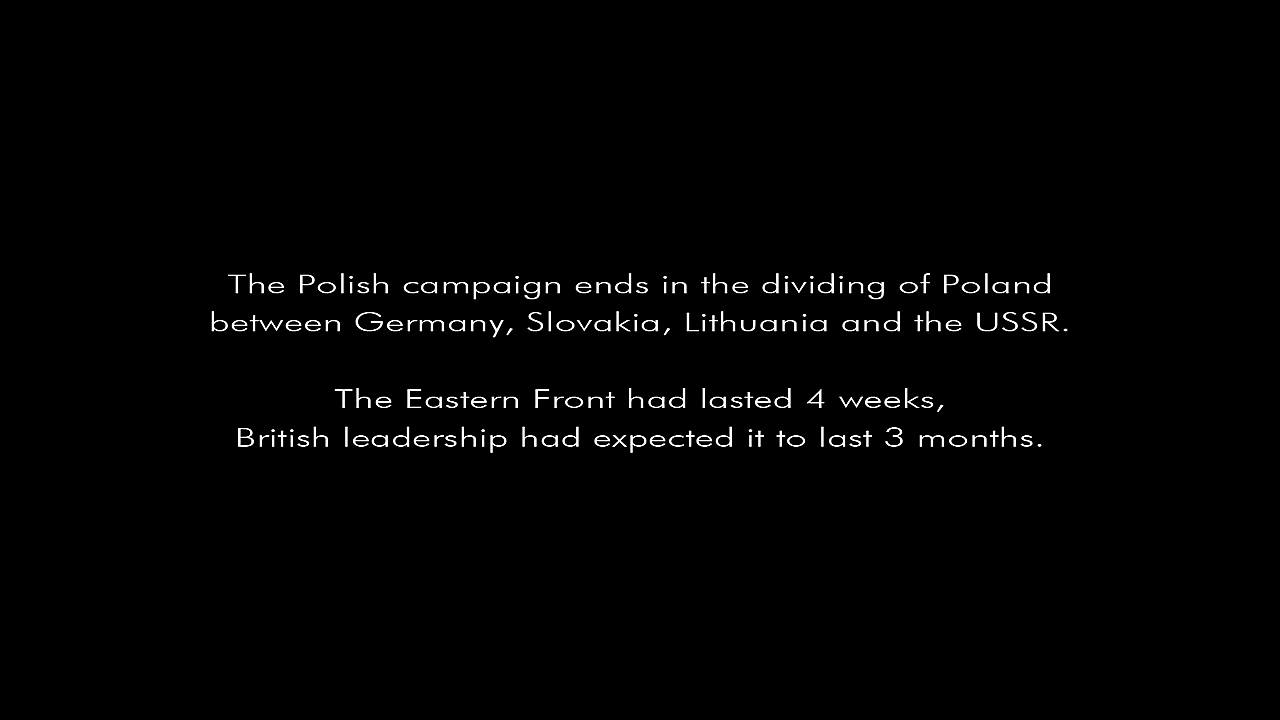 The Polish campaign ends in the dividing of Poland
between Germany, Slovakia, Lithuania and the USSR.
The Eastern Front had lasted 4 weeks,
British leadership had expected it to last 3 months.